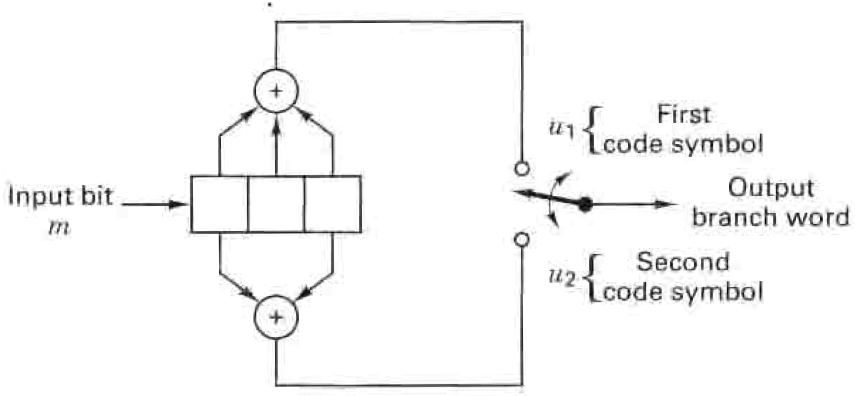 +
u1 { First
code symbol
Input bit
m
Output
branch word
u2 { Second
code symbol
+